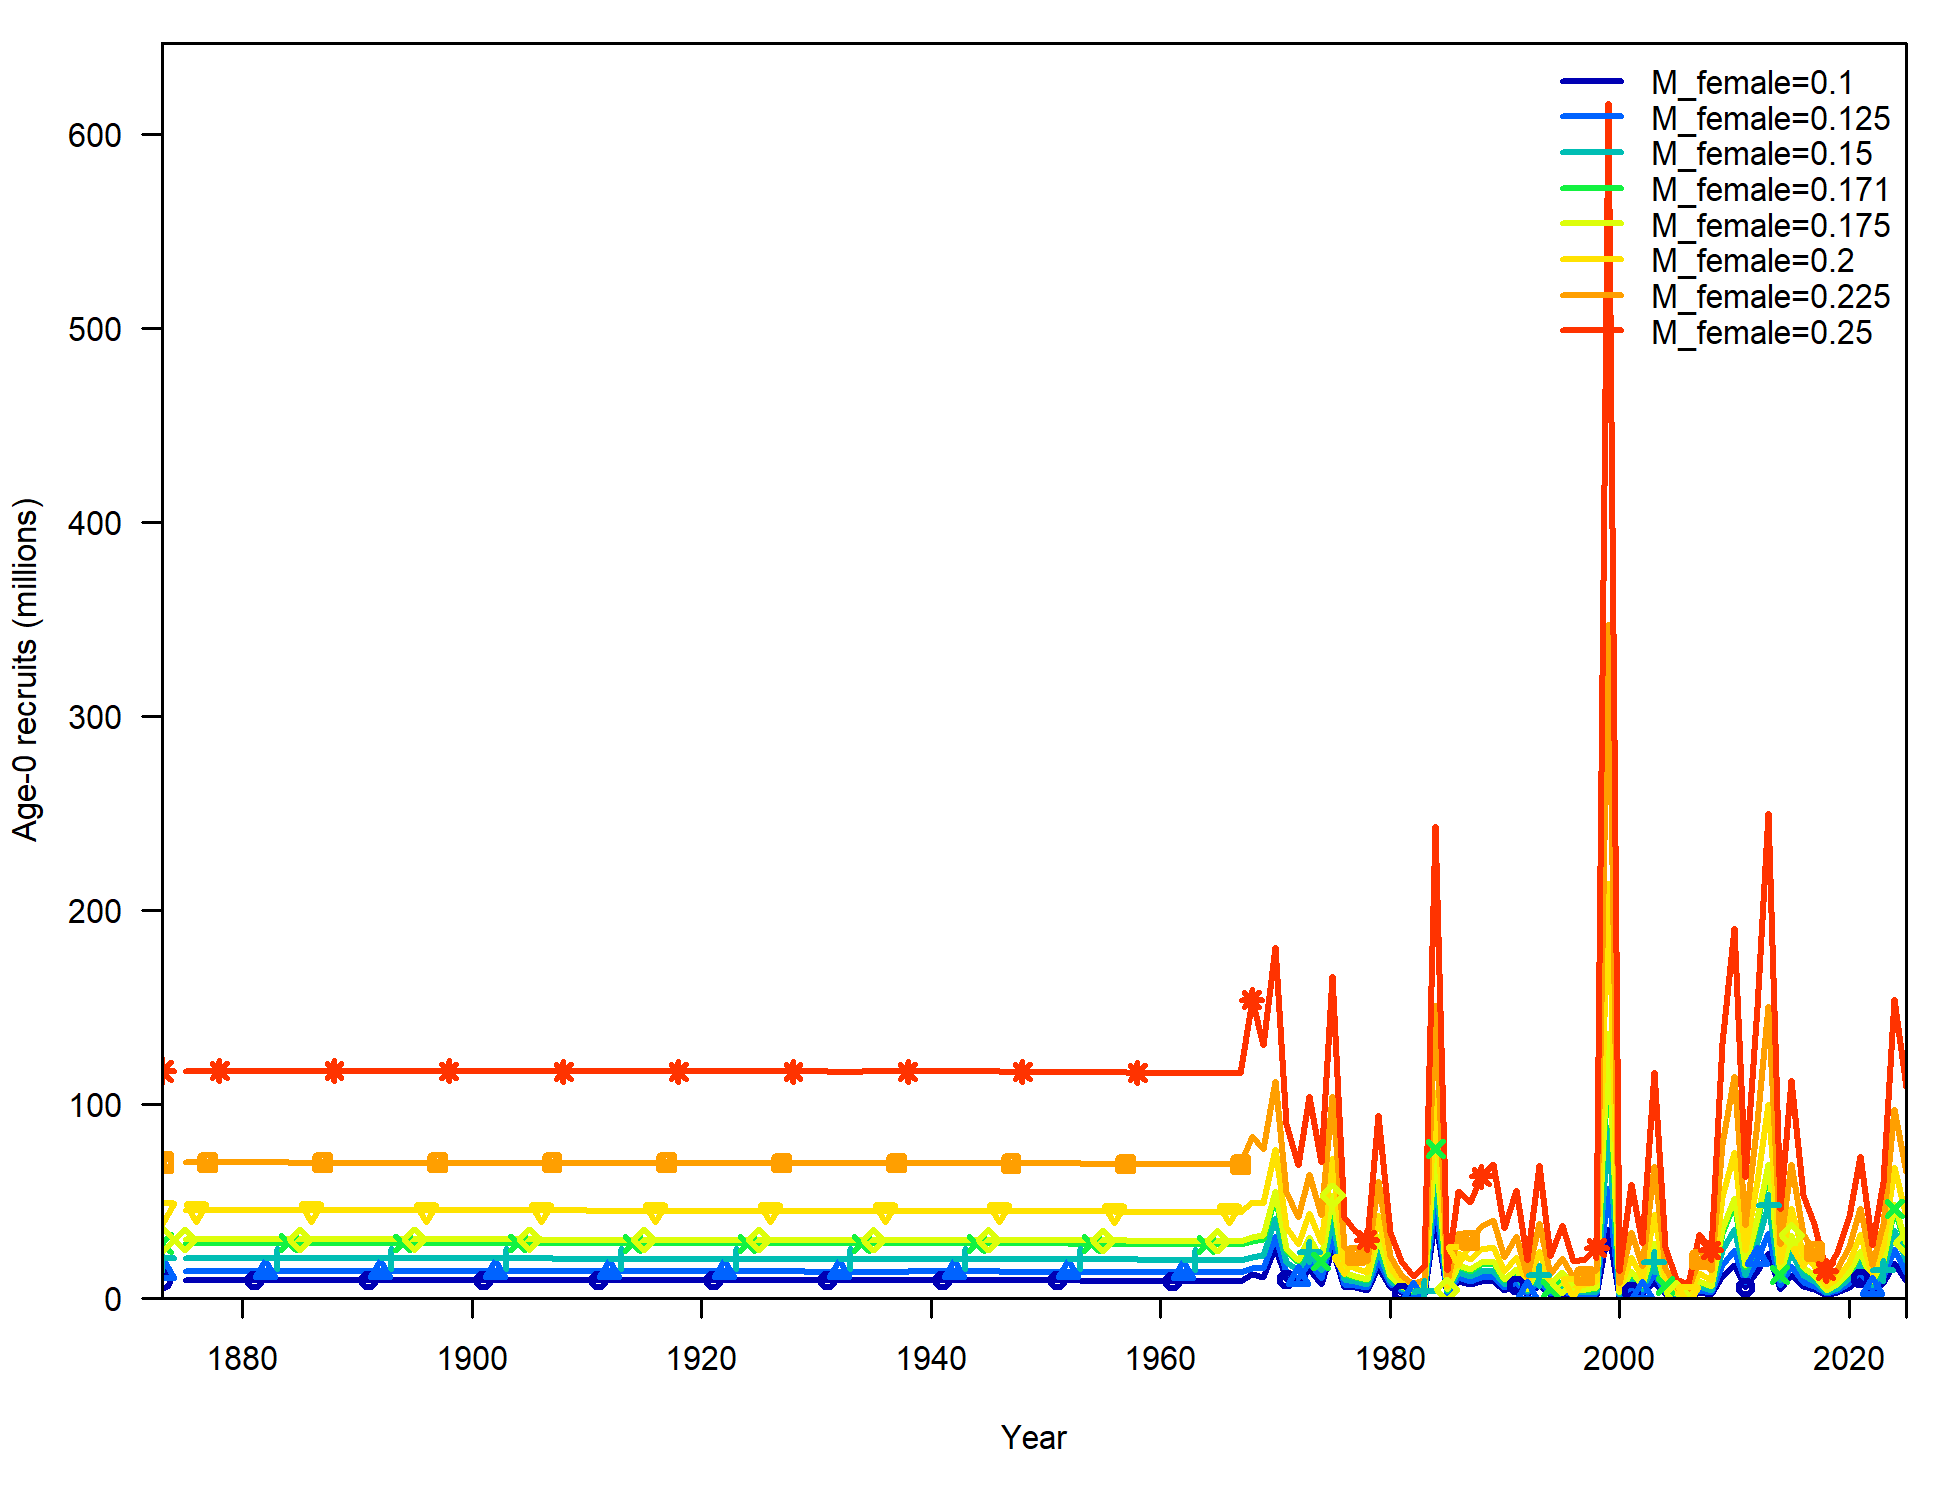 M_female=0.1
M_female=0.125
M_female=0.15
M_female=0.171
M_female=0.175
M_female=0.2
M_female=0.225
M_female=0.25
Age-0 recruits (millions)
600
500
400
300
200
100
0
1880 1900 1920 1940 1960 1980 2000 2020
Year